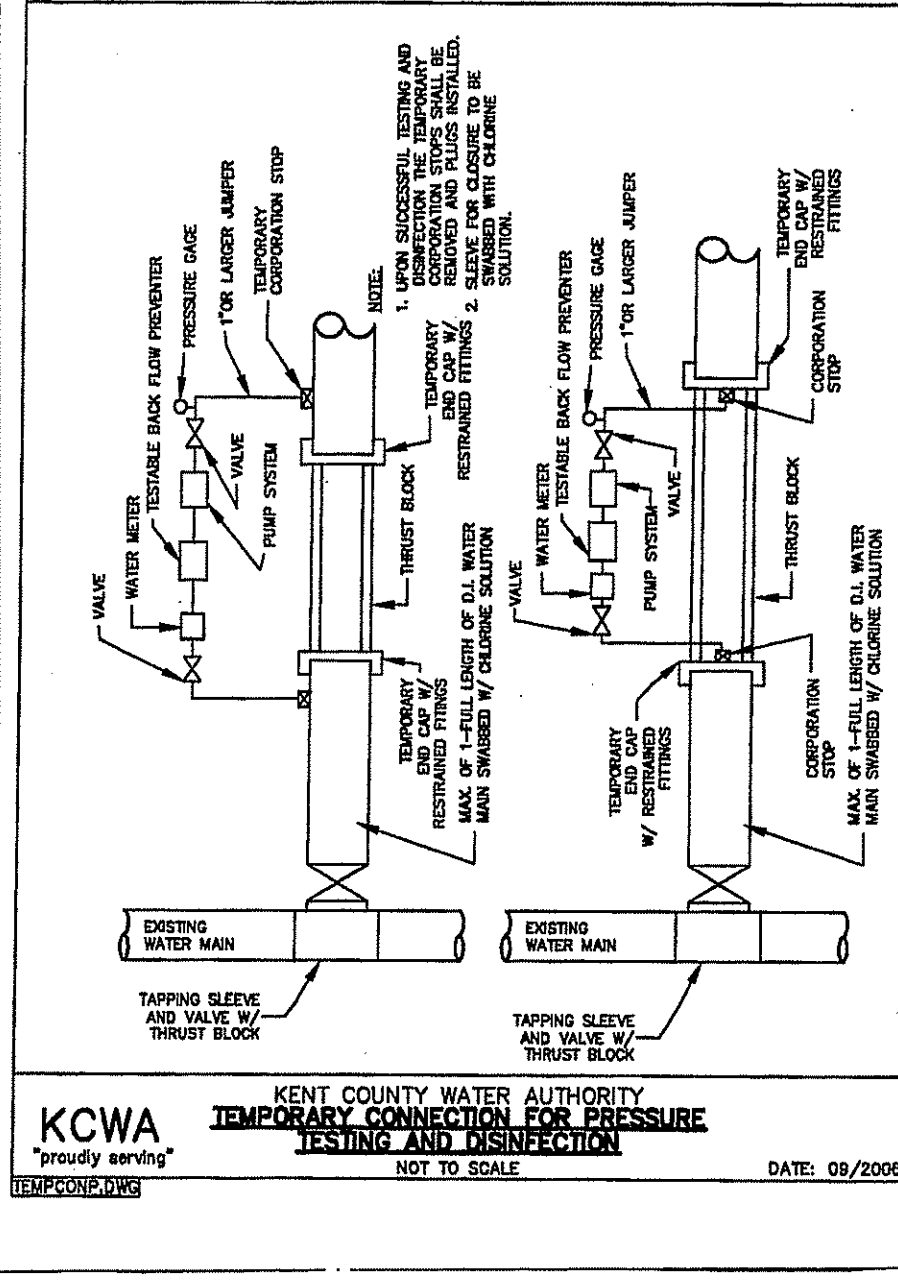 VALVE
WATER METER
TESTABLE BACK FLOW PREVENTER
PRESSURE GAGE
1"OR LARGER JUMPER
TEMPORARY
CORPORATION STOP
VALVE
PUMP SYSTEM
NOTE:
1. UPON SUCCESSFUL TESTING AND
DISINFECTION THE TEMPORARY
CORPORATION STOPS SHALL BE
REMOVED AND PLUGS INSTALLED.
2. SLEEVE FOR CLOSURE TO BE
SWABBED WITH CHLORINE
SOLUTION.
TEMPORARY
END CAP W/
RESTRAINED FITTINGS
THRUST BLOCK
TEMPORARY
END CAP W/
RESTRAINED FITINGS
MAX. OF 1-FULL LENGTH OF D.I. WATER
MAIN SWABBED W/ CHLORINE SOLUTION
EXISTING
WATER MAIN
TAPPING SLEEVE
AND VALVE W/
THRUST BLOCK
VALVE
WATER METER
TESTABLE BACK FLOW PREVENTER
PRESSURE GAGE
1"OR LARGER JUMPER
PUMP SYSTEM
VALVE
TEMPORARY
END CAP W/
RESTRAINED
FITTINGS
CORPORATION
STOP
THRUST BLOCK
TEMPORARY
END CAP
W/ RESTRAINED
FITTINGS
CORPORATION
STOP
MAX. OF 1-FULL LENGTH OF D.I. WATER
MAIN SWABBED W/ CHLORINE SOLUTION
EXISTING
WATER MAIN
TAPPING SLEEVE
AND VALVE W/
THRUST BLOCK
KCWA
"proudly serving"
TEMPCONP.DWG
KENT COUNTY WATER AUTHORITY
TEMPORARY CONNECTION FOR PRESSURE
TESTING AND DISINFECTION
NOT TO SCALE
DATE: 09/2006